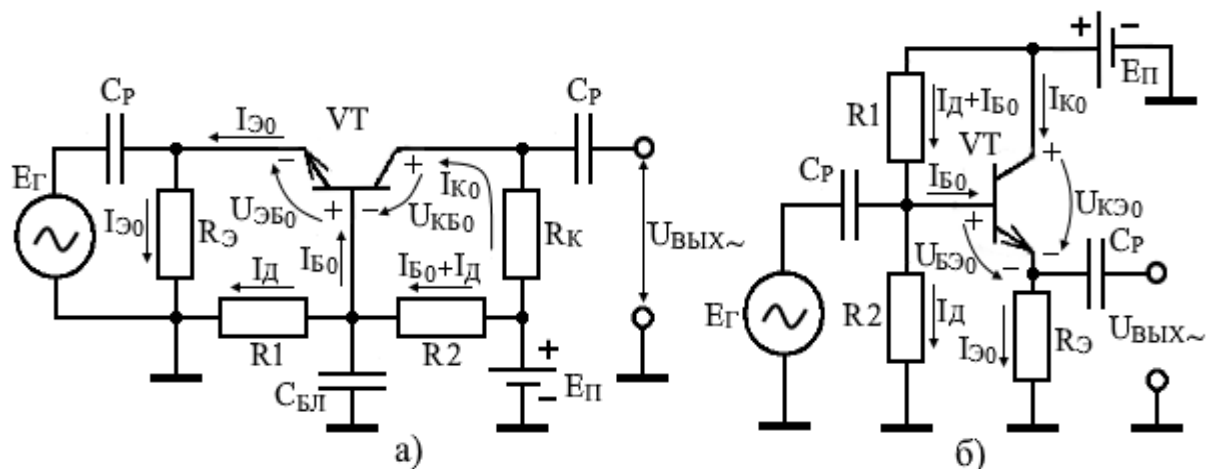 CР
IЭ0
VT
CР
EГ
IЭ0
RЭ
UЭБ0
IБ0
UКБ0
IК0
RК
UВЫХ~
IД
IБ0+IД
R1
R2
CБЛ
EП
а)
EП
R1
IД+IБ0
IК0
VT
CР
IБ0
UКЭ0
UБЭ0
CР
EГ
R2
IД
IЭ0
RЭ
UВЫХ~
б)